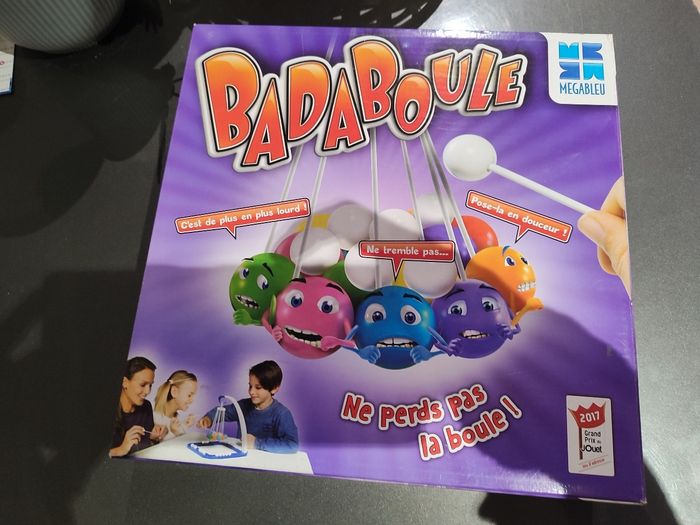 BADABOULE
MEGABLEU
C'est de plus en plus lourd !
Ne tremble pas...
Pose-la en douceur !
Ne perds pas
la boule !
2017
Grand
Prix du
jouet